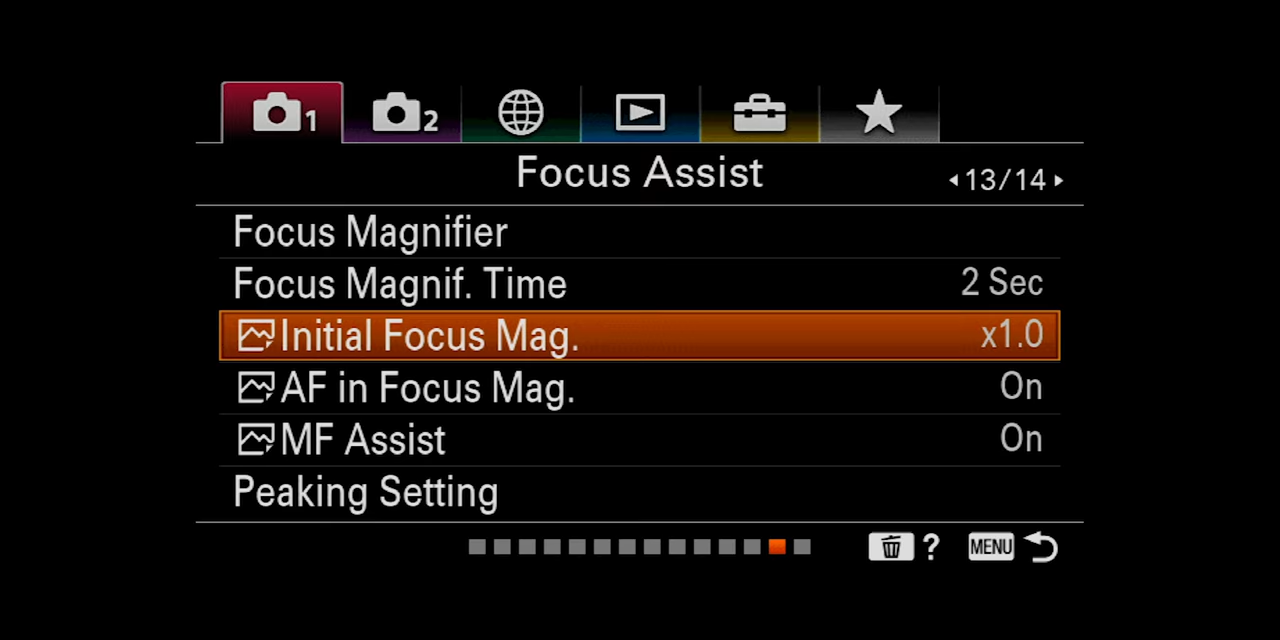 1 2
Focus Assist 13/14
Focus Magnifier
Focus Magnif. Time 2 Sec
Initial Focus Mag. x1.0
AF in Focus Mag. On
MF Assist On
Peaking Setting
? MENU